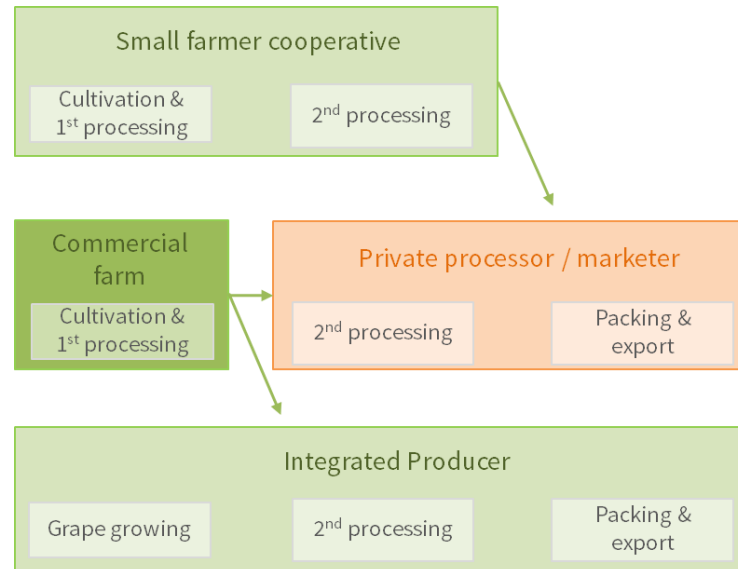 Small farmer cooperative
Cultivation &
1st processing
2nd processing
Commercial
farm
Cultivation &
1st processing
Private processor / marketer
2nd processing
Packing &
export
Integrated Producer
Grape growing
2nd processing
Packing &
export